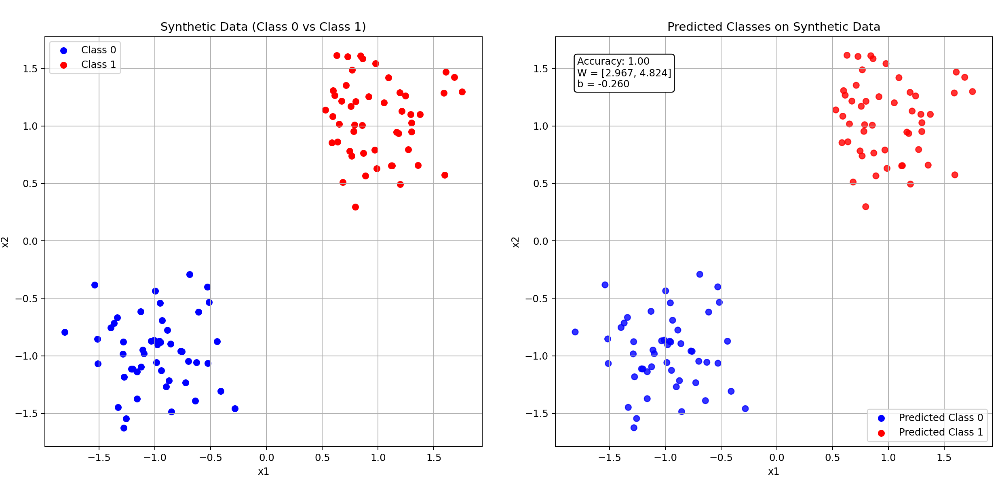 Synthetic Data (Class 0 vs Class 1)
Class 0
Class 1
1.5
1.0
0.5
0.0
−0.5
−1.0
−1.5
x2
−1.5
−1.0
−0.5
0.0
0.5
1.0
1.5
x1
Predicted Classes on Synthetic Data
Accuracy: 1.00
W = [2.967, 4.824]
b = -0.260
1.5
1.0
0.5
0.0
−0.5
−1.0
−1.5
x2
Predicted Class 0
Predicted Class 1
−1.5
−1.0
−0.5
0.0
0.5
1.0
1.5
x1